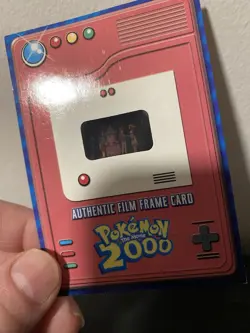 AUTHENTIC FILM FRAME CARD
POKéMON
The Movie
2000